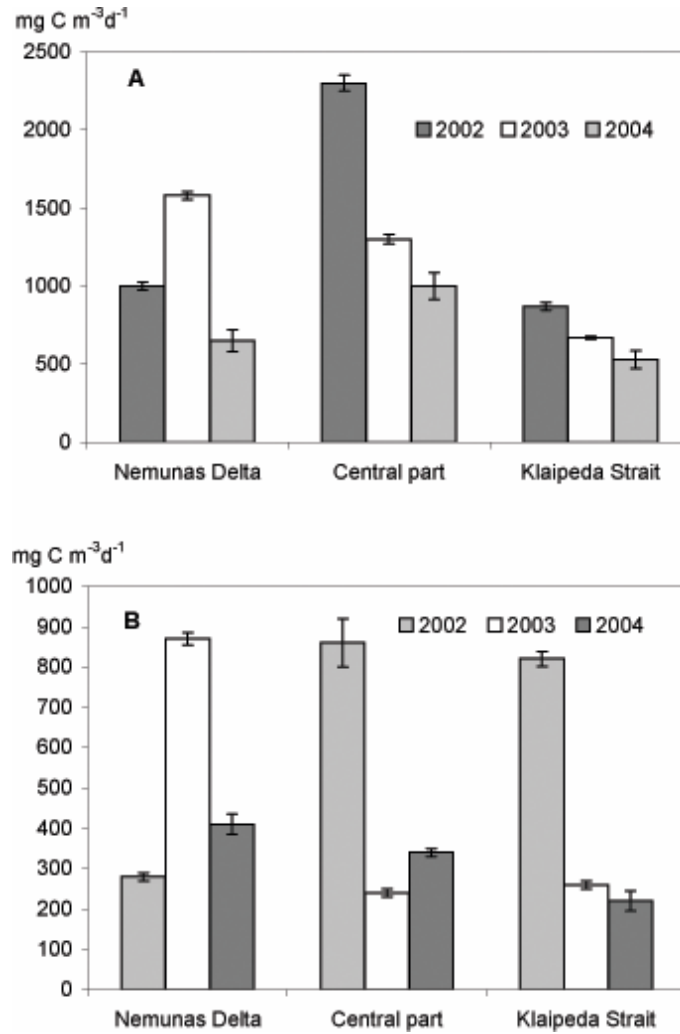 mg C m⁻³d⁻¹
A
2500
2002 2003 2004
2000
1500
1000
500
0
Nemunas Delta Central part Klaipeda Strait
mg C m⁻³d⁻¹
1000
B 2002 2003 2004
900
800
700
600
500
400
300
200
100
0
Nemunas Delta Central part Klaipeda Strait